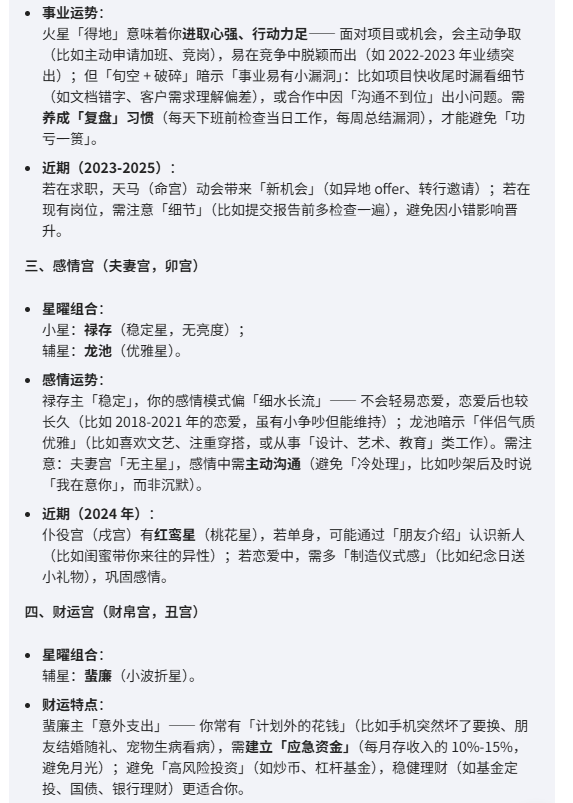 • 事业运势：
火星「得地」意味着你进取心强、行动力足—— 面对项目或机会，会主动争取
（比如主动申请加班、竞岗），易在竞争中脱颖而出（如 2022-2023 年业绩突
出）；但「旬空 + 破碎」暗示「事业易有小漏洞」：比如项目快收尾时漏看细节
（如文档错字、客户需求理解偏差），或合作中因「沟通不到位」出小问题。需
养成「复盘」习惯（每天下班前检查当日工作，每周总结漏洞），才能避免「功
亏一篑」。
• 近期（2023-2025）：
若在求职，天马（命宫）动会带来「新机会」（如异地 offer、转行邀请）；若在
现有岗位，需注意「细节」（比如提交报告前多检查一遍），避免因小错影响晋
升。
三、感情宫（夫妻宫，卯宫）
• 星曜组合：
小星：禄存（稳定星，无亮度）；
辅星：龙池（优雅星）。
• 感情运势：
禄存主「稳定」，你的感情模式偏「细水长流」—— 不会轻易恋爱，恋爱后也较
长久（比如 2018-2021 年的恋爱，虽有小争吵但能维持）；龙池暗示「伴侣气质
优雅」（比如喜欢文艺、注重穿搭，或从事「设计、艺术、教育」类工作）。需注
意：夫妻宫「无主星」，感情中需主动沟通（避免「冷处理」，比如吵架后及时说
「我在意你」，而非沉默）。
• 近期（2024 年）：
仆役宫（戌宫）有红鸾星（桃花星），若单身，可能通过「朋友介绍」认识新人
（比如闺蜜带你来往的异性）；若恋爱中，需多「制造仪式感」（比如纪念日送
小礼物），巩固感情。
四、财运宫（财帛宫，丑宫）
• 星曜组合：
辅星：蜚廉（小波折星）。
• 财运特点：
蜚廉主「意外支出」—— 你常有「计划外的花钱」（比如手机突然坏了要换、朋
友结婚随礼、宠物生病看病），需建立「应急资金」（每月存收入的 10%-15%，
避免月光）；避免「高风险投资」（如炒币、杠杆基金），稳健理财（如基金定
投、国债、银行理财）更适合你。